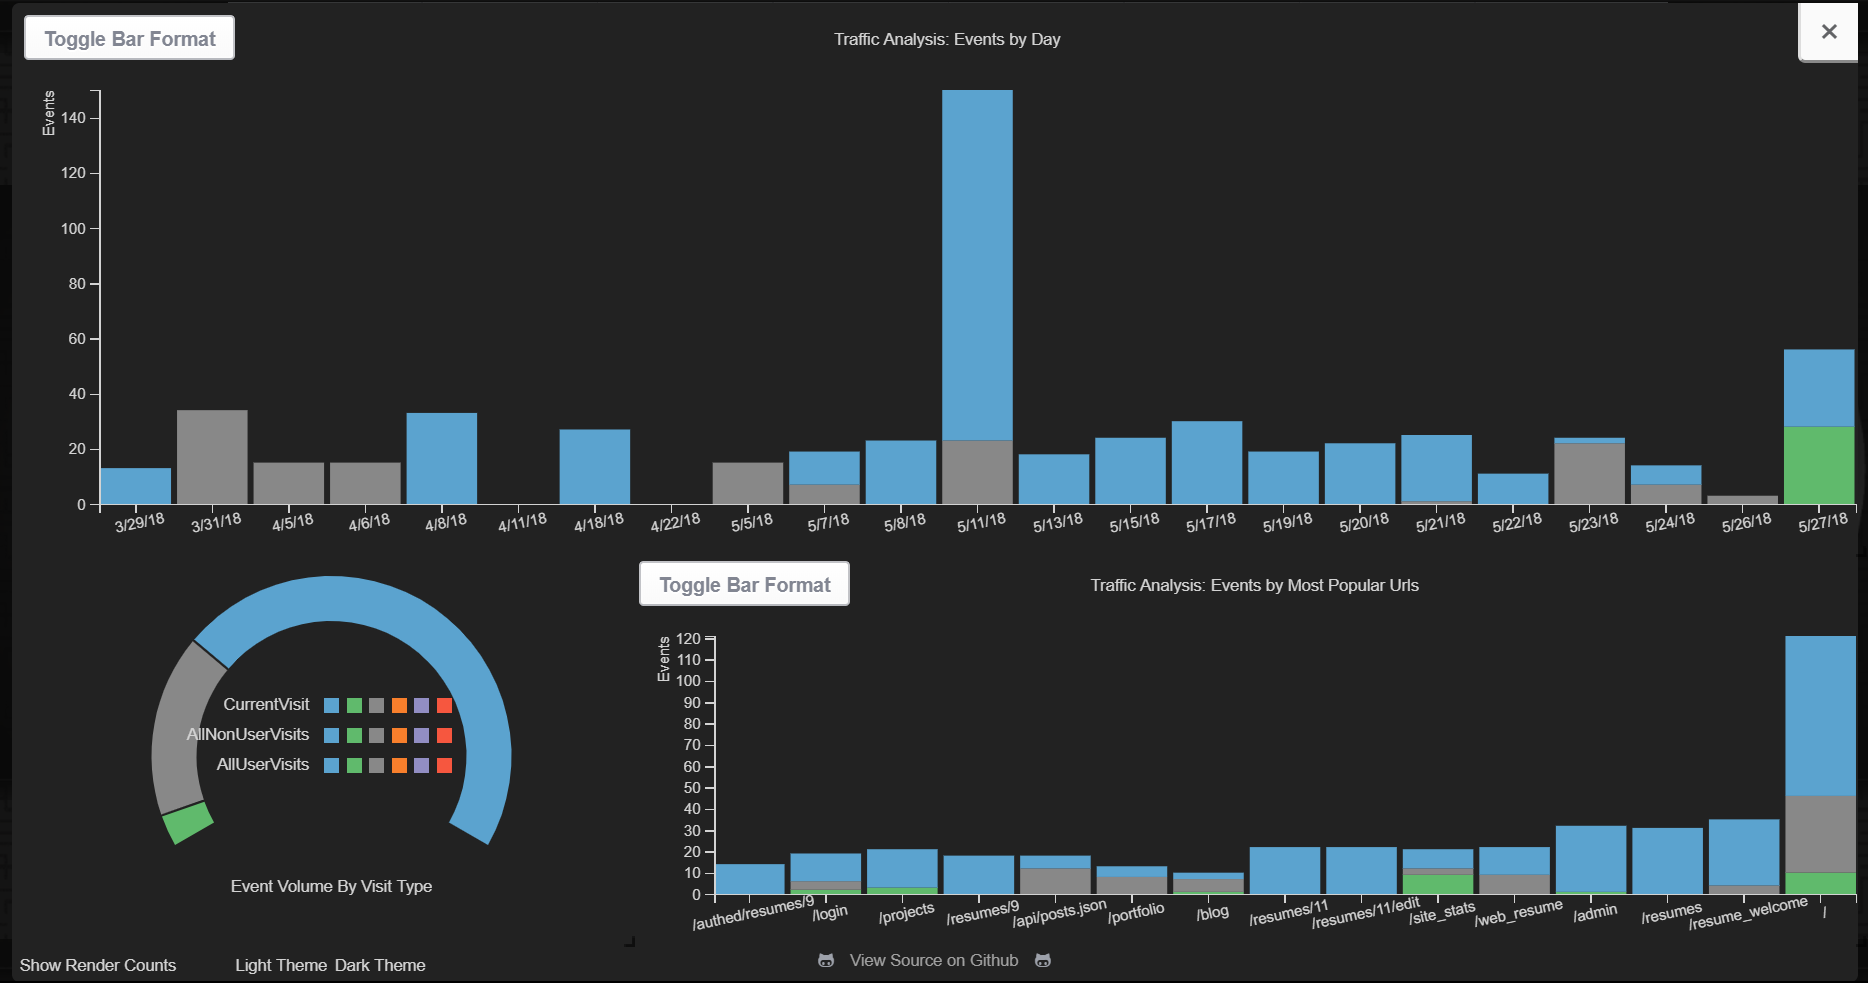 Toggle Bar Format
Traffic Analysis: Events by Day
×
Events
140
120
100
80
60
40
20
0
3/29/18 3/31/18 4/5/18 4/6/18 4/8/18 4/11/18 4/18/18 4/22/18 5/5/18 5/7/18 5/8/18 5/11/18 5/13/18 5/15/18 5/17/18 5/19/18 5/20/18 5/21/18 5/22/18 5/23/18 5/24/18 5/26/18 5/27/18
CurrentVisit
AllNonUserVisits
AllUserVisits
Event Volume By Visit Type
Toggle Bar Format
Traffic Analysis: Events by Most Popular Urls
Events
120
110
100
90
80
70
60
50
40
30
20
10
0
/authed/resumes/9 /login /projects /resumes/9 /api/posts.json /portfolio /blog /resumes/11 /resumes/11/edit /site_stats /web_resume /admin /resumes /resume_welcome /
Show Render Counts Light Theme Dark Theme
View Source on Github